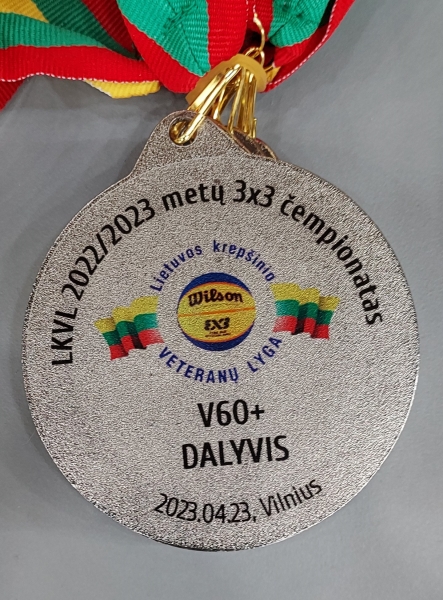 LKVL 2022/2023 metų 3x3 čempionatas
Lietuvos krepšinio
Wilson
3X3
VETERANŲ LYGA
V60+
DALYVIS
2023.04.23, Vilnius